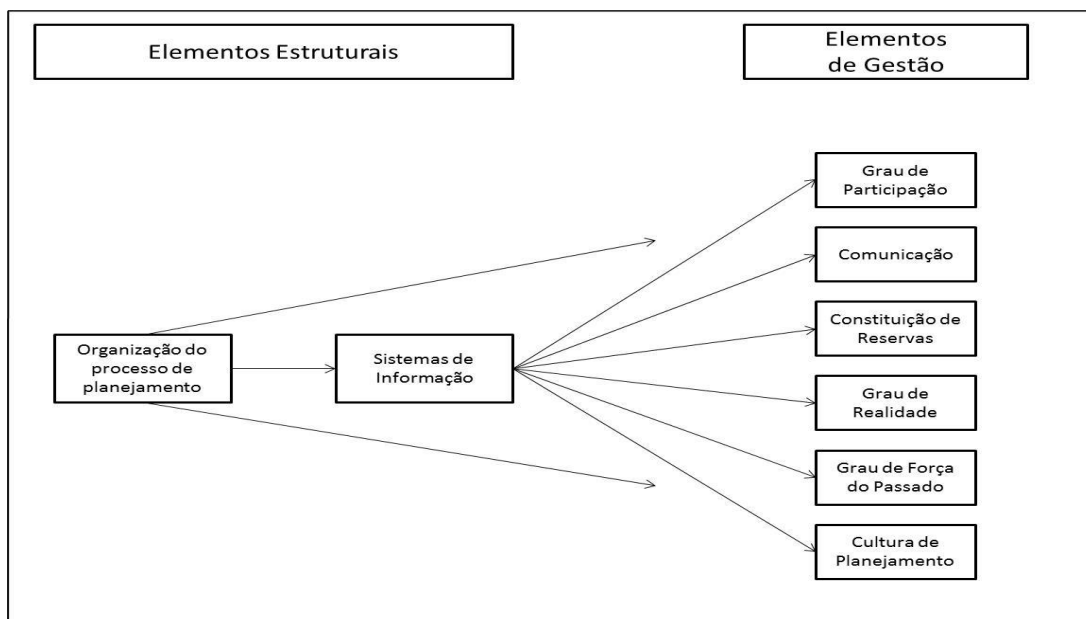 Elementos Estruturais
Elementos
de Gestão
Grau de
Participação
Comunicação
Constituição de
Reservas
Organização do
processo de
planejamento
Sistemas de
Informação
Grau de
Realidade
Grau de Força
do Passado
Cultura de
Planejamento